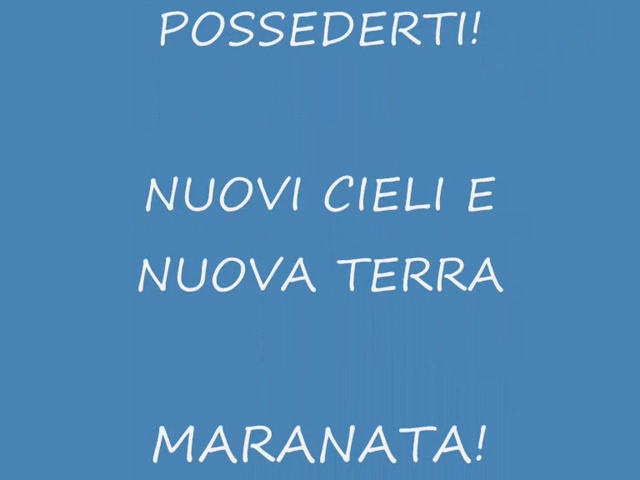 POSSEDERTI!
NUOVI CIELI E
NUOVA TERRA
MARANATA!